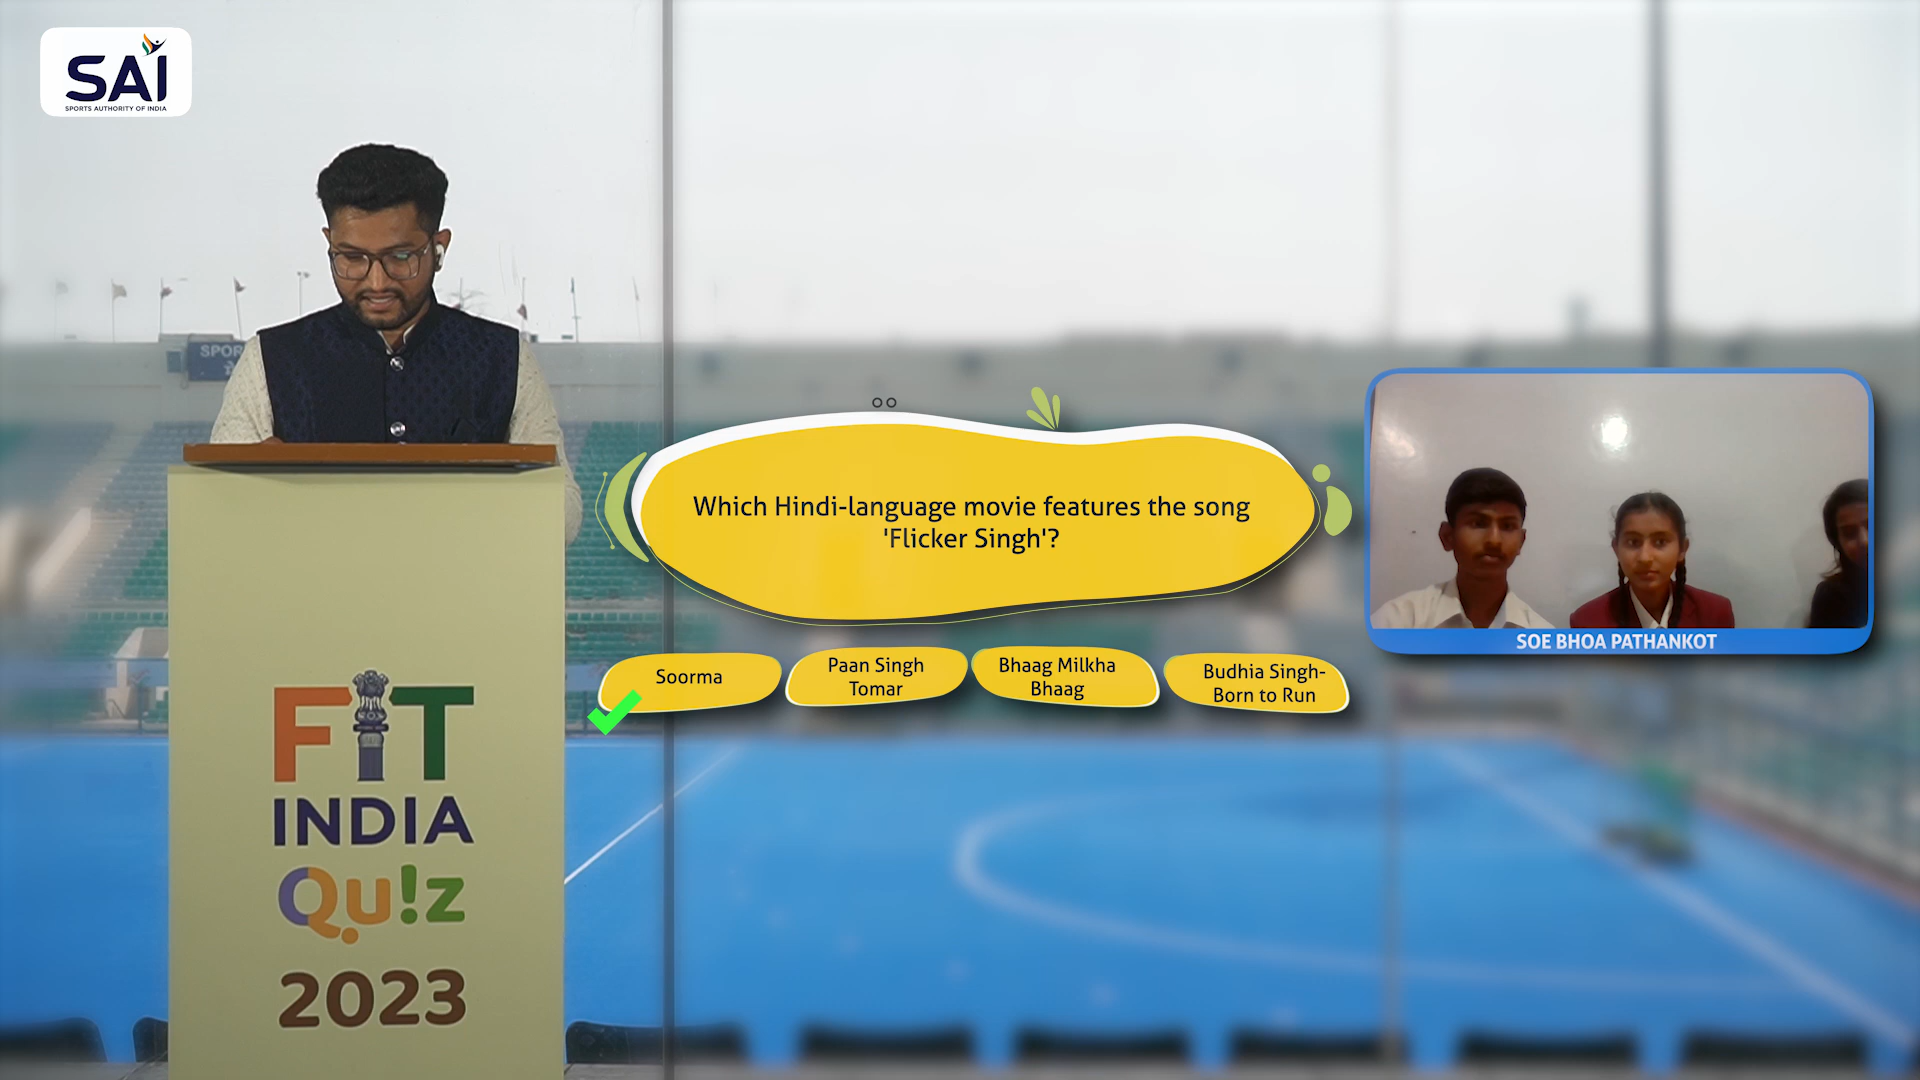 SAI
SPORTS AUTHORITY OF INDIA
SPOR
Which Hindi-language movie features the song
'Flicker Singh'?
Soorma
Paan Singh
Tomar
Bhaag Milkha
Bhaag
Budhia Singh-
Born to Run
SOE BHOA PATHANKOT
FIT
INDIA
Qu!z
2023